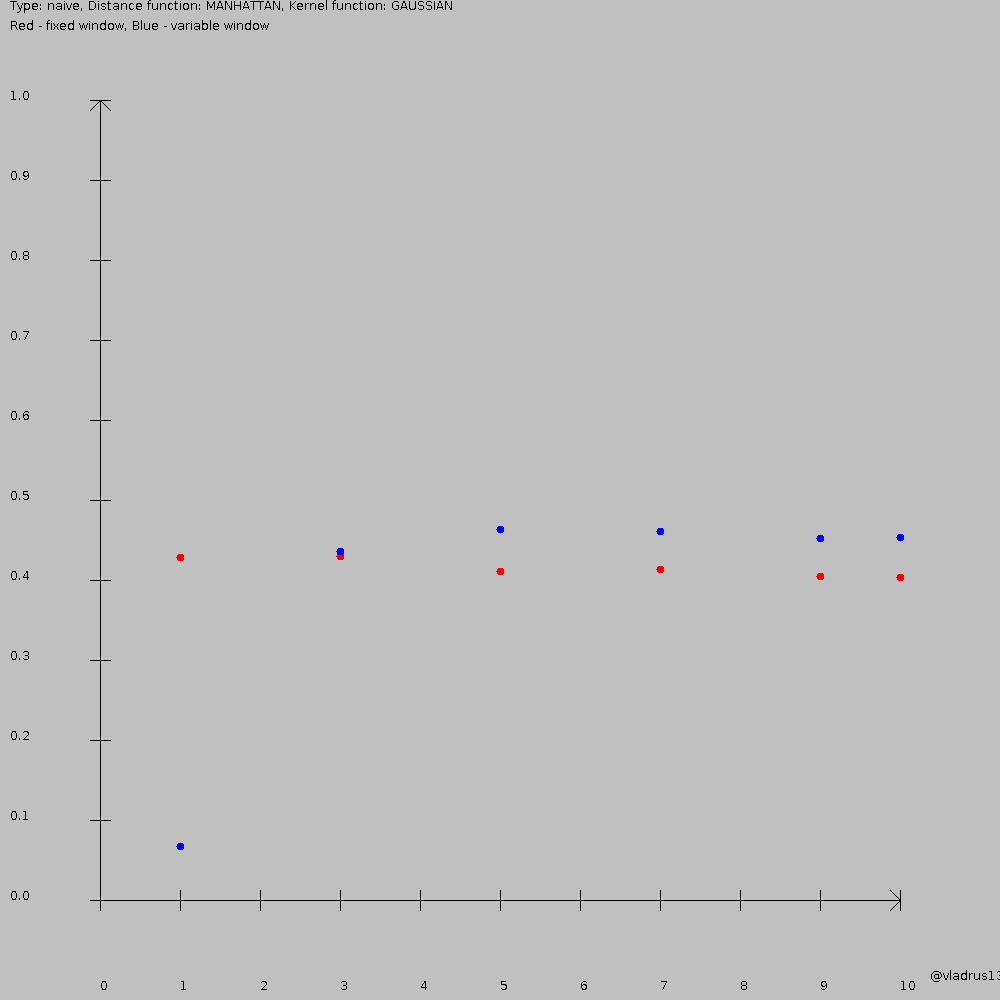 Type: naive, Distance function: MANHATTAN, Kernel function: GAUSSIAN
Red - fixed window, Blue - variable window
1.0
0.9
0.8
0.7
0.6
0.5
0.4
0.3
0.2
0.1
0.0
0 1 2 3 4 5 6 7 8 9 10
@vladrus13